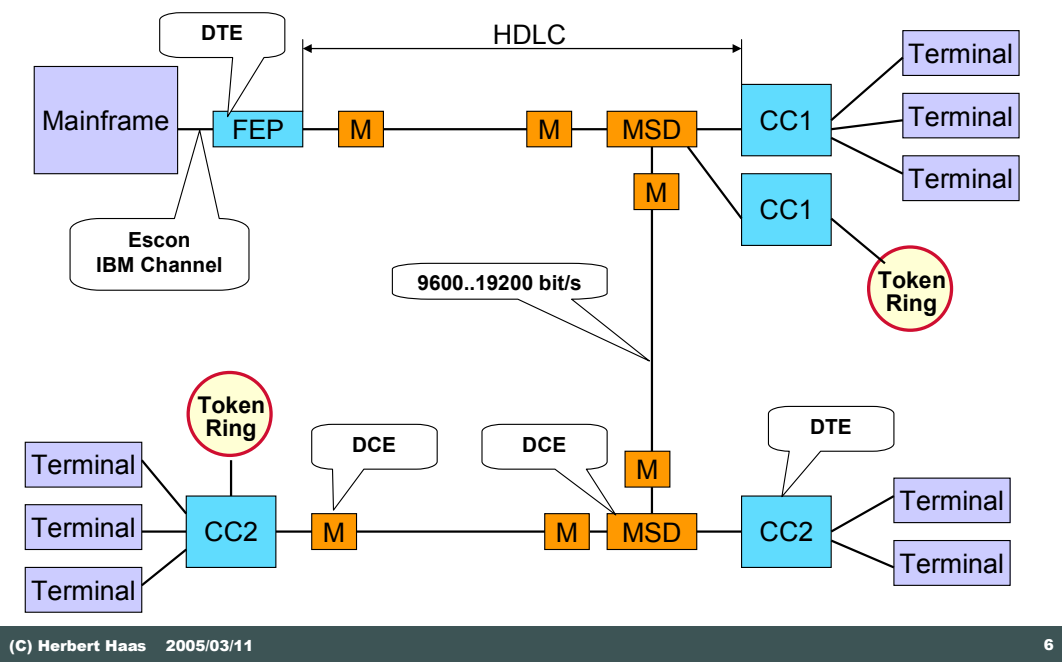 DTE
HDLC
Terminal
Mainframe
FEP
M
M
MSD
CC1
Terminal
Terminal
M
CC1
Escon
IBM Channel
9600..19200 bit/s
Token
Ring
Token
Ring
DCE
DCE
DTE
Terminal
M
Terminal
Terminal
CC2
M
M
MSD
CC2
Terminal
Terminal
(C) Herbert Haas 2005/03/11
6